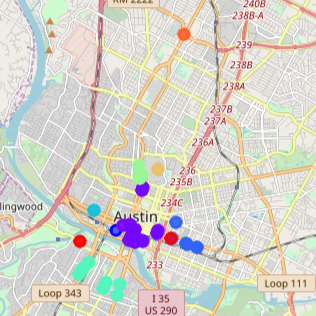 RM 2222
240B
238B-A
239
238B
238A
237B
237A
236A
236
235B
234C
llingwood
Austin
233
Loop 343
Loop 111
I 35
US 290